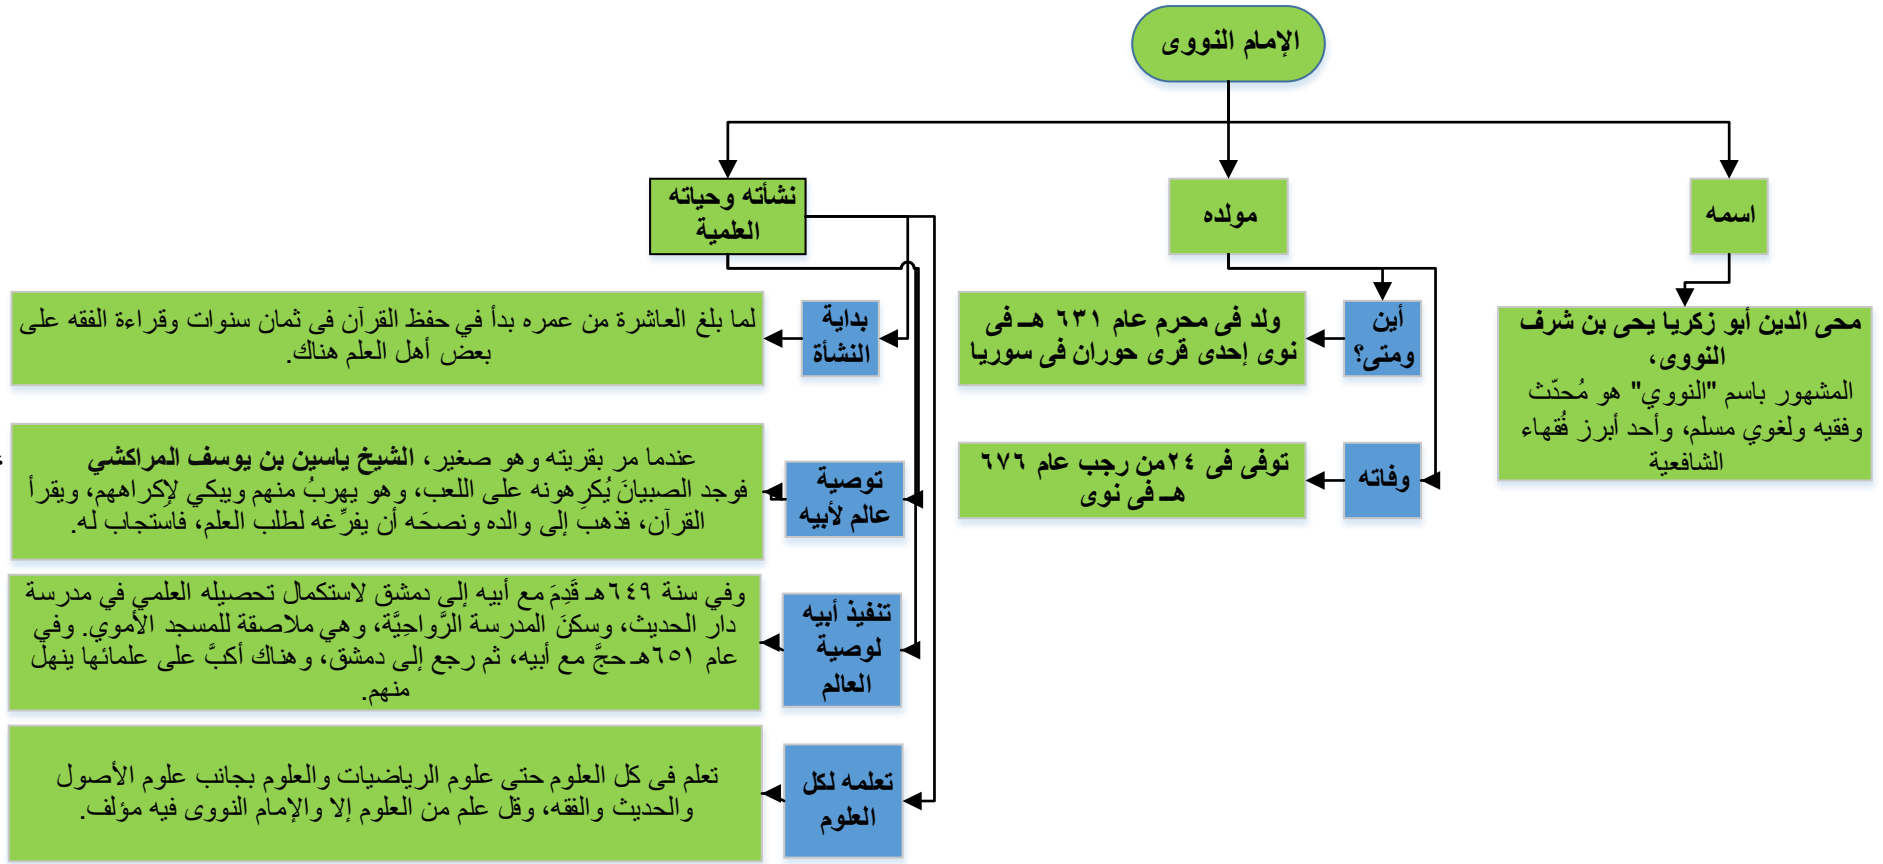 الإمام النووى
اسمه
محى الدين أبو زكريا يحى بن شرف
النووى،
المشهور باسم "النووي" هو مُحدّث
وفقيه ولغوي مسلم، وأحد أبرز فُقهاء
الشافعية
مولده
أين
ومتى؟
ولد فى محرم عام ٦٣١ هـ فى
نوى إحدى قرى حوران فى سوريا
وفاته
توفى فى ٢٤من رجب عام ٦٧٦
هـ فى نوى
نشأته وحياته
العلمية
بداية
النشأة
لما بلغ العاشرة من عمره بدأ في حفظ القرآن فى ثمان سنوات وقراءة الفقه على
بعض أهل العلم هناك.
توصية
عالم لأبيه
عندما مر بقريته وهو صغير، الشيخ ياسين بن يوسف المراكشي
فوجد الصبيانَ يُكرِهونه على اللعب، وهو يهربُ منهم ويبكي لإكراههم، ويقرأ
القرآن، فذهبَ إلى والده ونصحَه أن يفرِّغه لطلب العلم، فاستجاب له.
تنفيذ أبيه
لوصية
العالم
وفي سنة ٦٤٩هـ قَدِمَ مع أبيه إلى دمشق لاستكمال تحصيله العلمي في مدرسة
دار الحديث، وسكنَ المدرسة الرَّواحِيَّة، وهي ملاصقة للمسجد الأموي. وفي
عام ٦٥١هـ حجَّ مع أبيه، ثم رجع إلى دمشق، وهناك أكبَّ على علمائها ينهل
منهم.
تعلمه لكل
العلوم
تعلم فى كل العلوم حتى علوم الرياضيات والعلوم بجانب علوم الأصول
والحديث والفقه، وقل علم من العلوم إلا والإمام النووى فيه مؤلف.